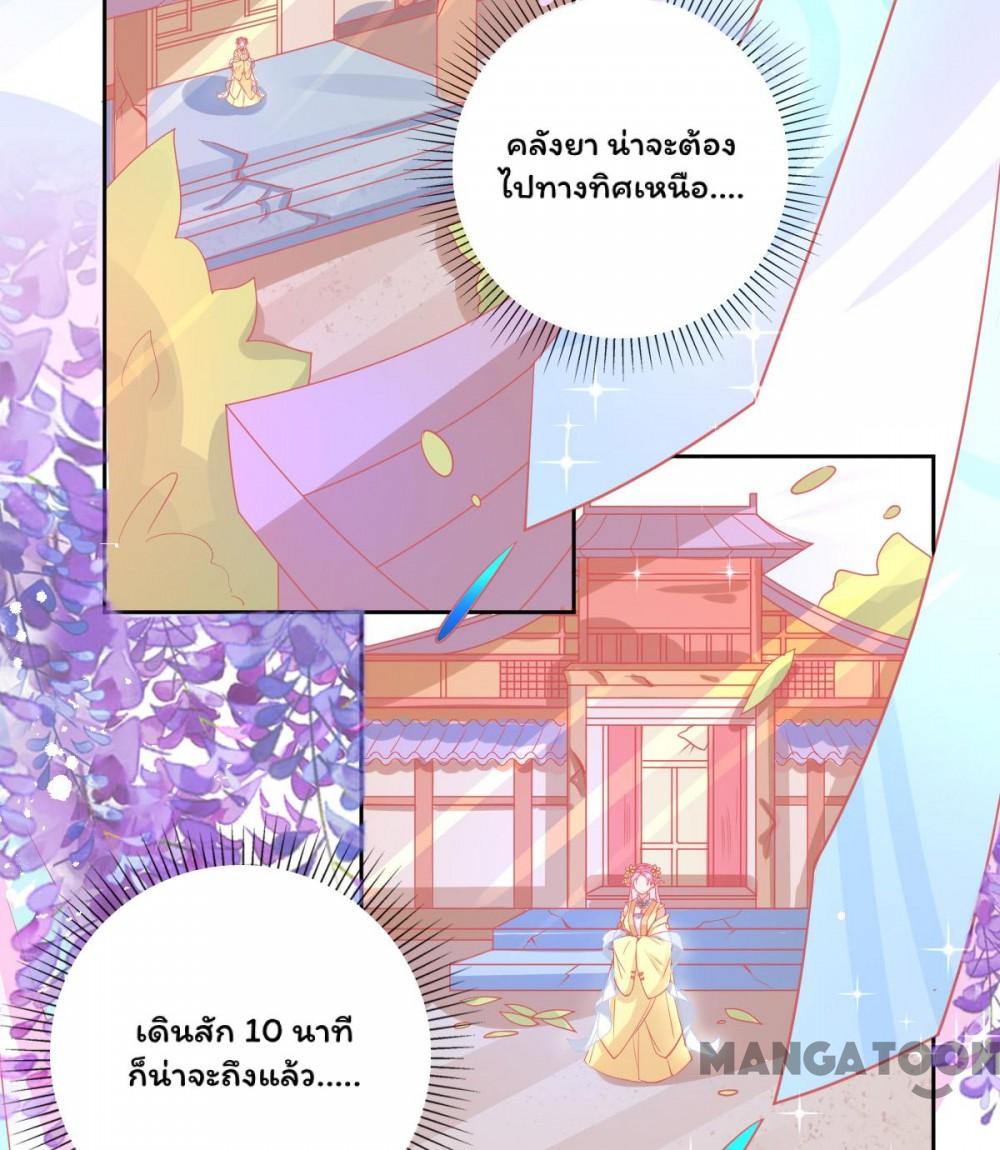 คลังยา น่าจะต้อง
ไปทางทิศเหนือ....
เดินสัก 10 นาที
ก็น่าจะถึงแล้ว.....
MANGATOON